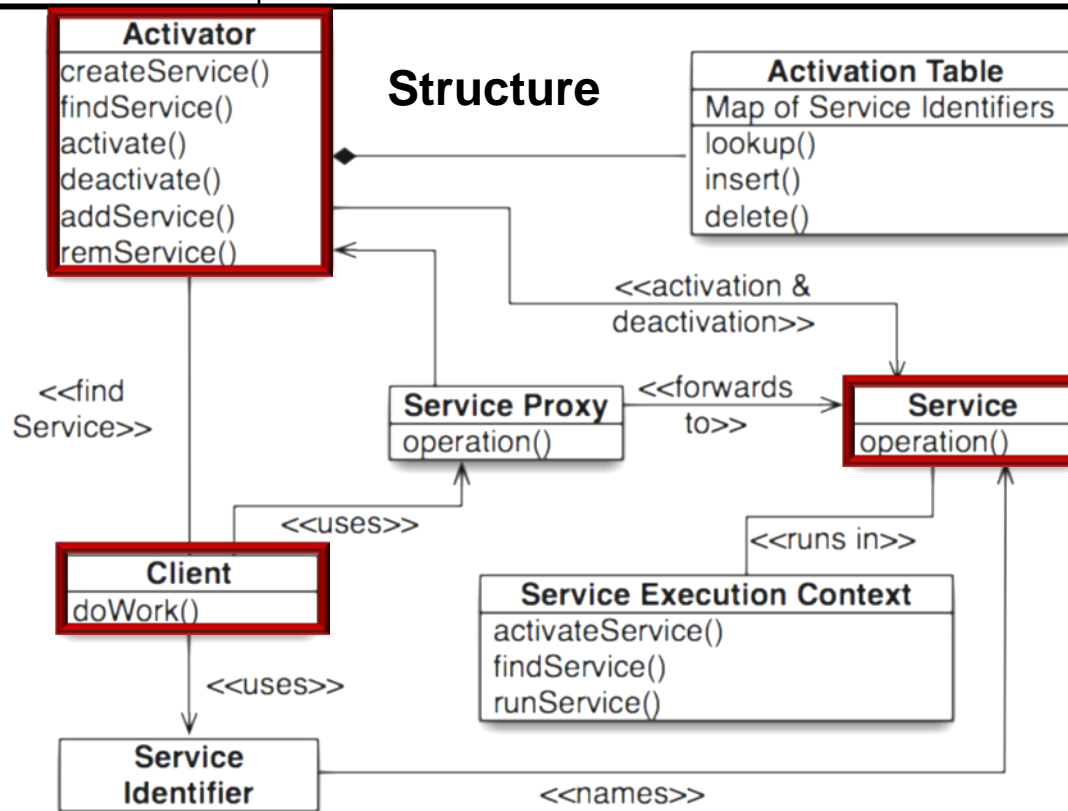 Activator
createService()
findService()
activate()
deactivate()
addService()
remService()
Structure
Activation Table
Map of Service Identifiers
lookup()
insert()
delete()
<<activation &
deactivation>>
<<find
Service>>
Service Proxy
operation()
<<forwards
to>>
Service
operation()
<<uses>>
<<runs in>>
Client
doWork()
Service Execution Context
activateService()
findService()
runService()
<<uses>>
Service
Identifier
<<names>>